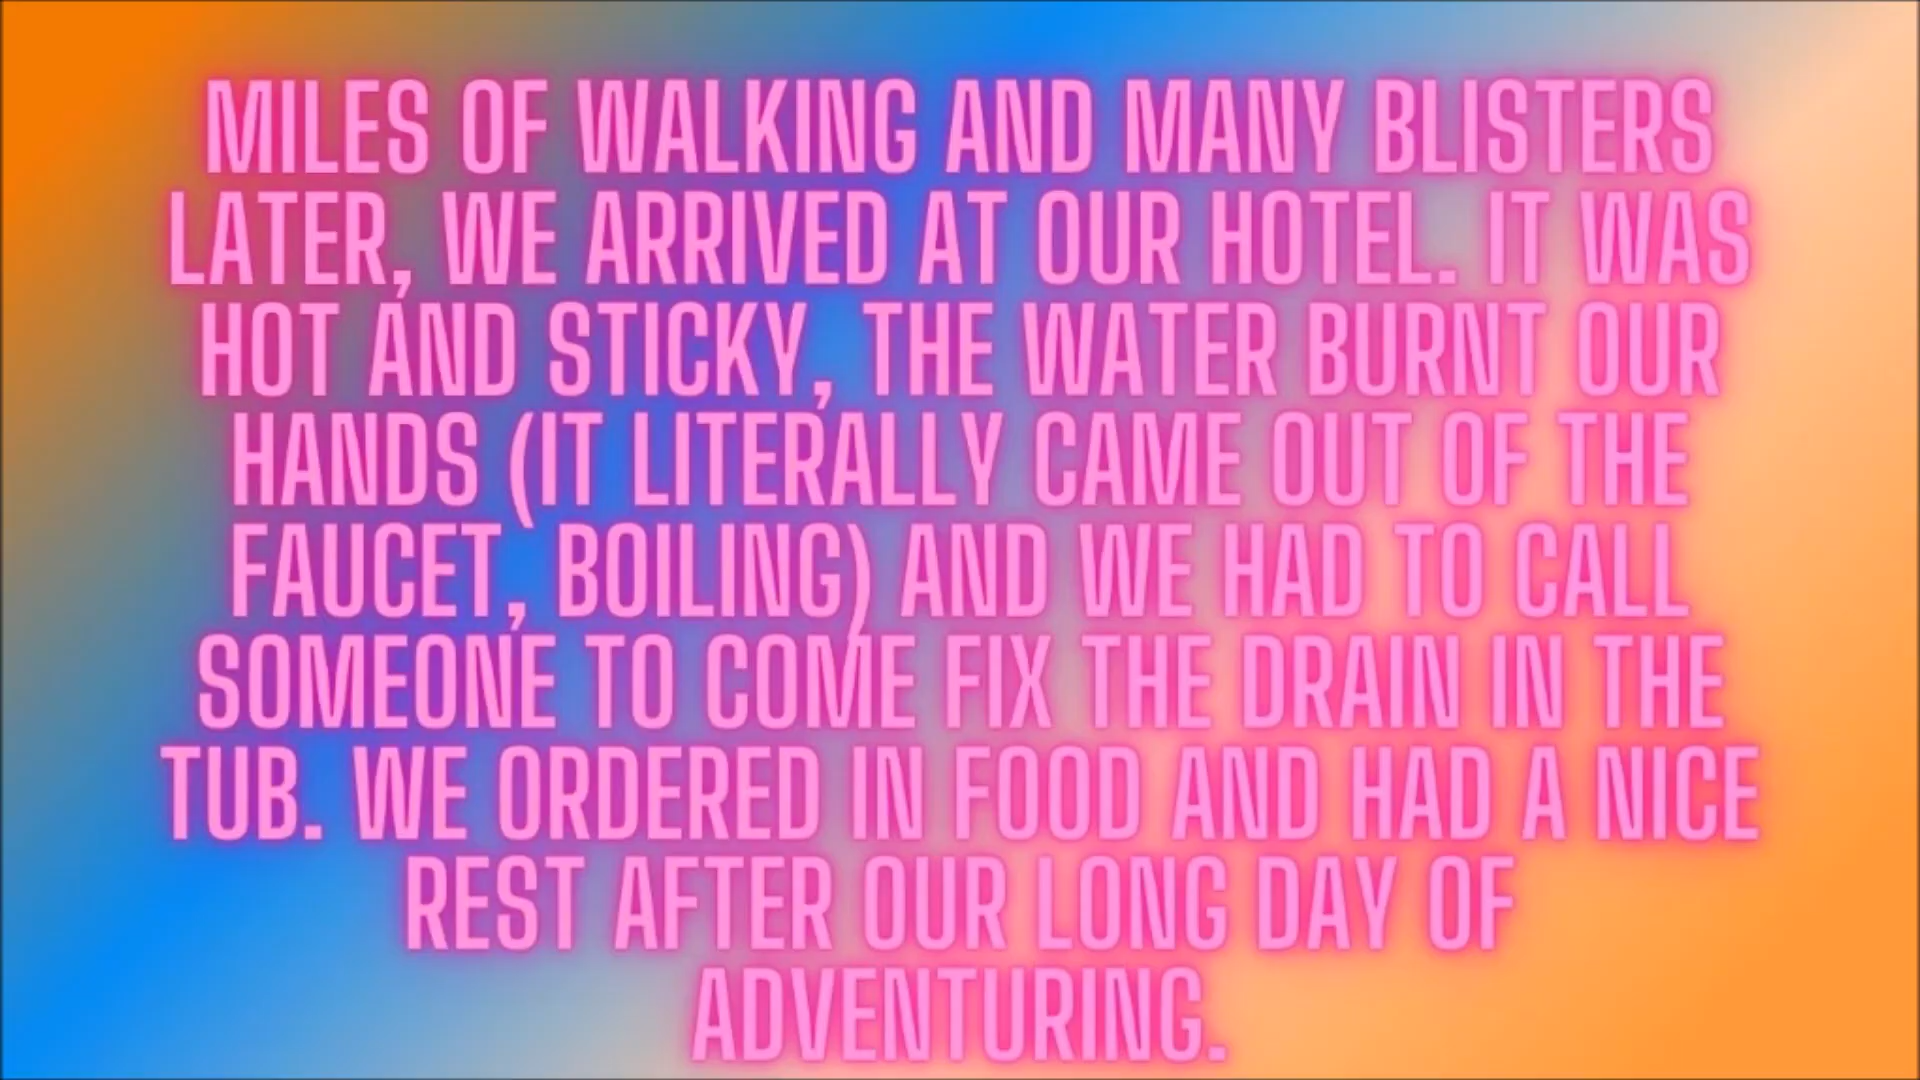 MILES OF WALKING AND MANY BLISTERS
LATER, WE ARRIVED AT OUR HOTEL. IT WAS
HOT AND STICKY, THE WATER BURNT OUR
HANDS (IT LITERALLY CAME OUT OF THE
FAUCET, BOILING) AND WE HAD TO CALL
SOMEONE TO COME FIX THE DRAIN IN THE
TUB. WE ORDERED IN FOOD AND HAD A NICE
REST AFTER OUR LONG DAY OF
ADVENTURING.